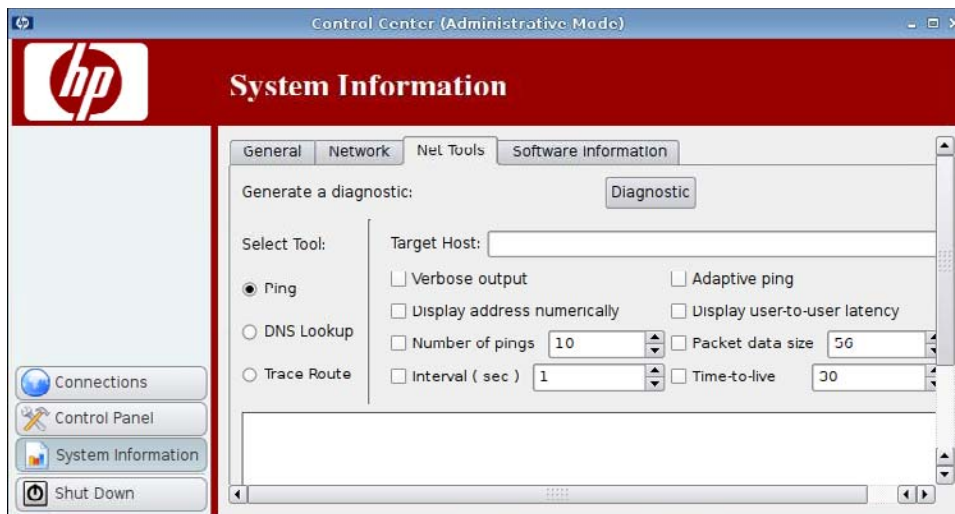 Control Center (Administrative Mode)
hp
System Information
General Network Net Tools Software Information
Generate a diagnostic: Diagnostic
Select Tool:
Target Host:
Ping
DNS Lookup
Trace Route
Verbose output Adaptive ping
Display address numerically Display user-to-user latency
Number of pings 10 Packet data size 56
Interval ( sec ) 1 Time-to-live 30
Connections
Control Panel
System Information
Shut Down